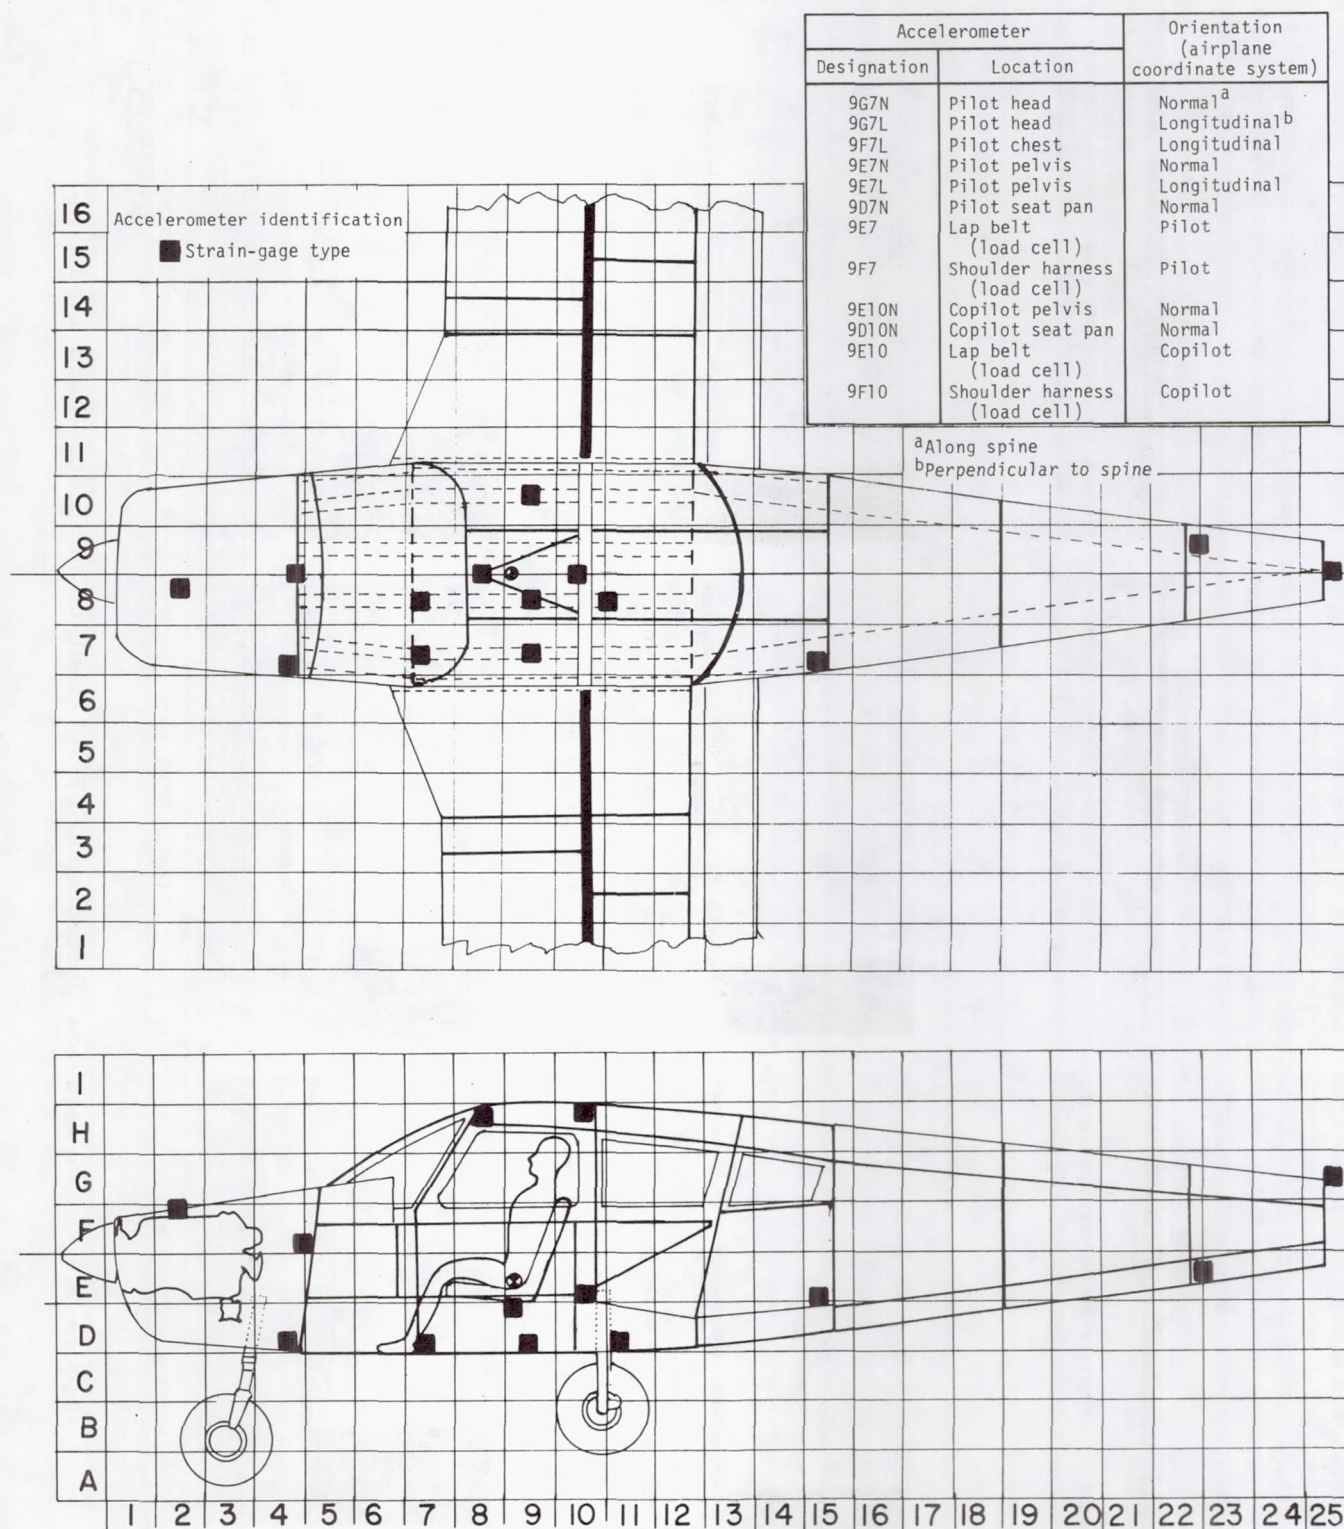 Accelerometer
Orientation
(airplane
coordinate system)
Designation
Location
9G7N Pilot head Normal a
9G7L Pilot head Longitudinal b
9F7L Pilot chest Longitudinal
9E7N Pilot pelvis Normal
9E7L Pilot pelvis Longitudinal
9D7N Pilot seat pan Normal
9E7 Lap belt Pilot
(load cell)
9F7 Shoulder harness Pilot
(load cell)
9E10N Copilot pelvis Normal
9D10N Copilot seat pan Normal
9E10 Lap belt Copilot
(load cell)
9F10 Shoulder harness Copilot
(load cell)
a Along spine
b Perpendicular to spine
Accelerometer identification
Strain-gage type
16
15
14
13
12
11
10
9
8
7
6
5
4
3
2
1
I
H
G
F
E
D
C
B
A
1 2 3 4 5 6 7 8 9 10 11 12 13 14 15 16 17 18 19 20 21 22 23 24 25